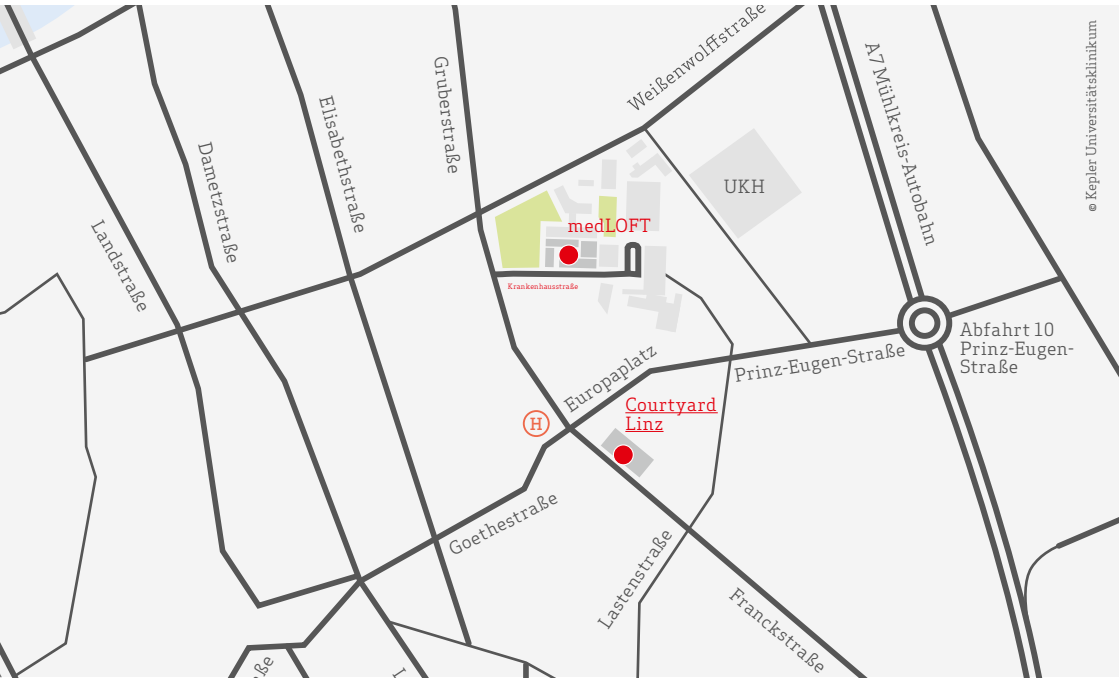 Weißenwolffstraße
© Kepler Universitätsklinikum
A7 Mühlkreis-Autobahn
Gruberstraße
Elisabethstraße
Dametzstraße
Landstraße
UKH
medLOFT
Krankenhausstraße
Abfahrt 10
Prinz-Eugen-
Straße
Europaplatz
Prinz-Eugen-Straße
Courtyard
Linz
H
Goethestraße
Lastenstraße
Franckstraße